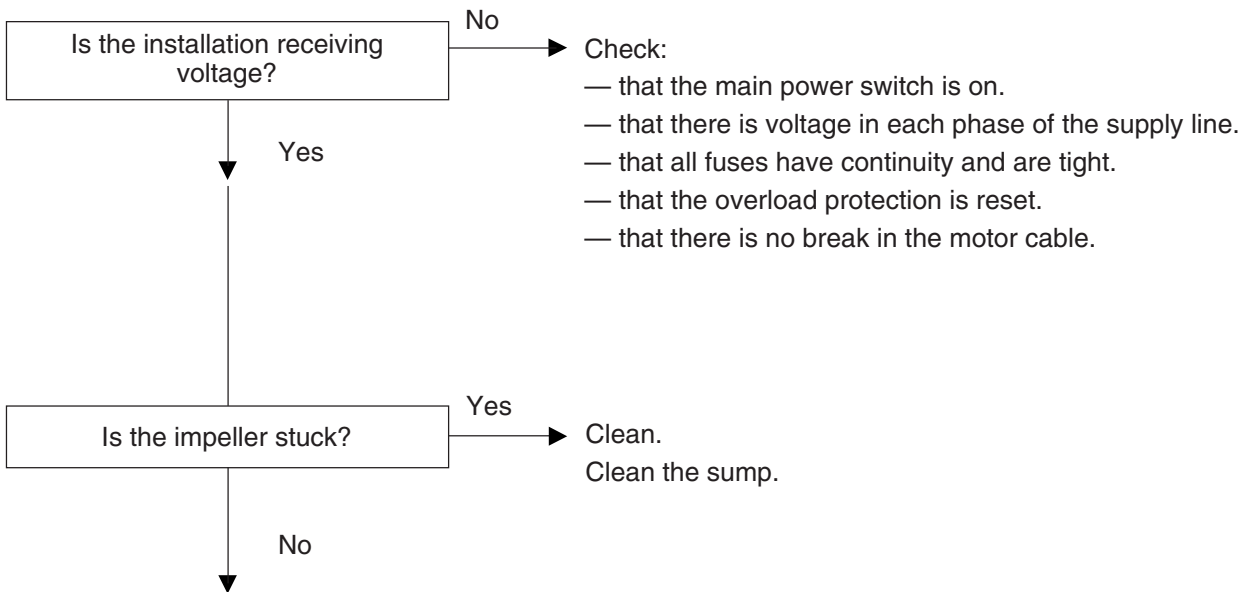 No
Is the installation receiving
voltage?
Check:
— that the main power switch is on.
— that there is voltage in each phase of the supply line.
— that all fuses have continuity and are tight.
— that the overload protection is reset.
— that there is no break in the motor cable.
Yes
Yes
Is the impeller stuck?
Clean.
Clean the sump.
No